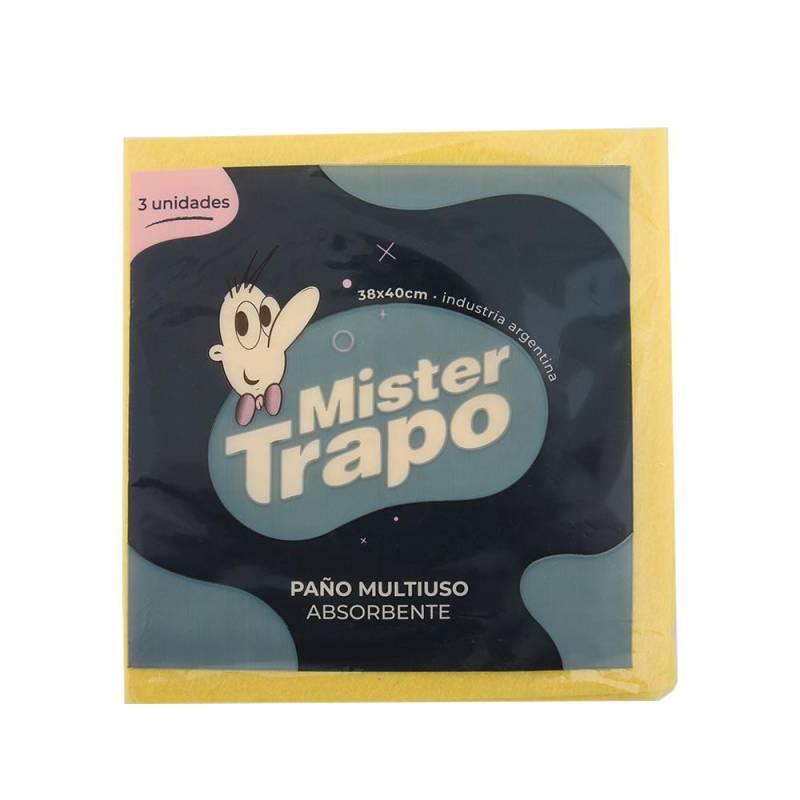 3 unidades
38x40cm • industria argentina
Mister
Trapo
PAÑO MULTIUSO
ABSORBENTE